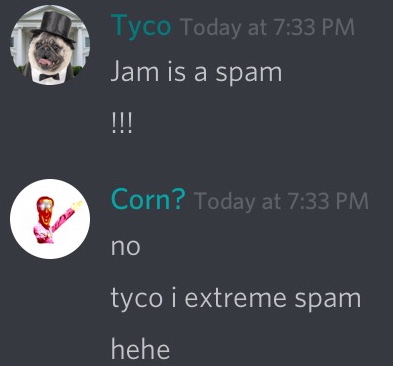 Tyco Today at 7:33 PM
Jam is a spam
!!!
Corn? Today at 7:33 PM
no
tyco i extreme spam
hehe